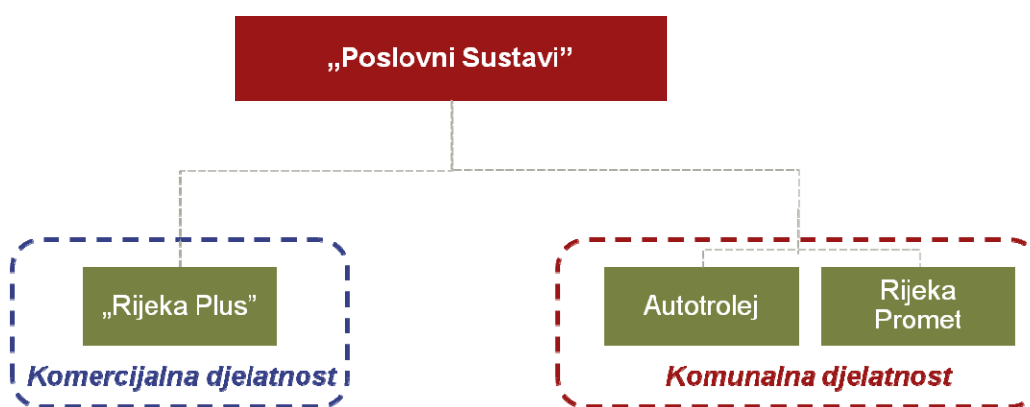 „Poslovni Sustavi”
„Rijeka Plus”
Autotrolej
Rijeka
Promet
Komercijalna djelatnost
Komunalna djelatnost